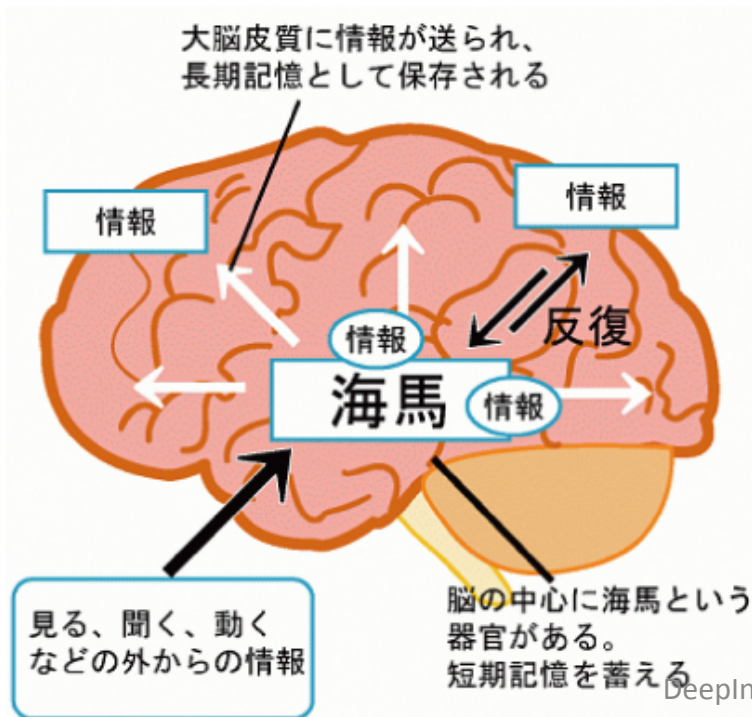 大脳皮質に情報が送られ、
長期記憶として保存される
情報
情報
情報
反復
海馬
情報
見る、聞く、動く
などの外からの情報
脳の中心に海馬という
器官がある。
短期記憶を蓄える
DeepIn